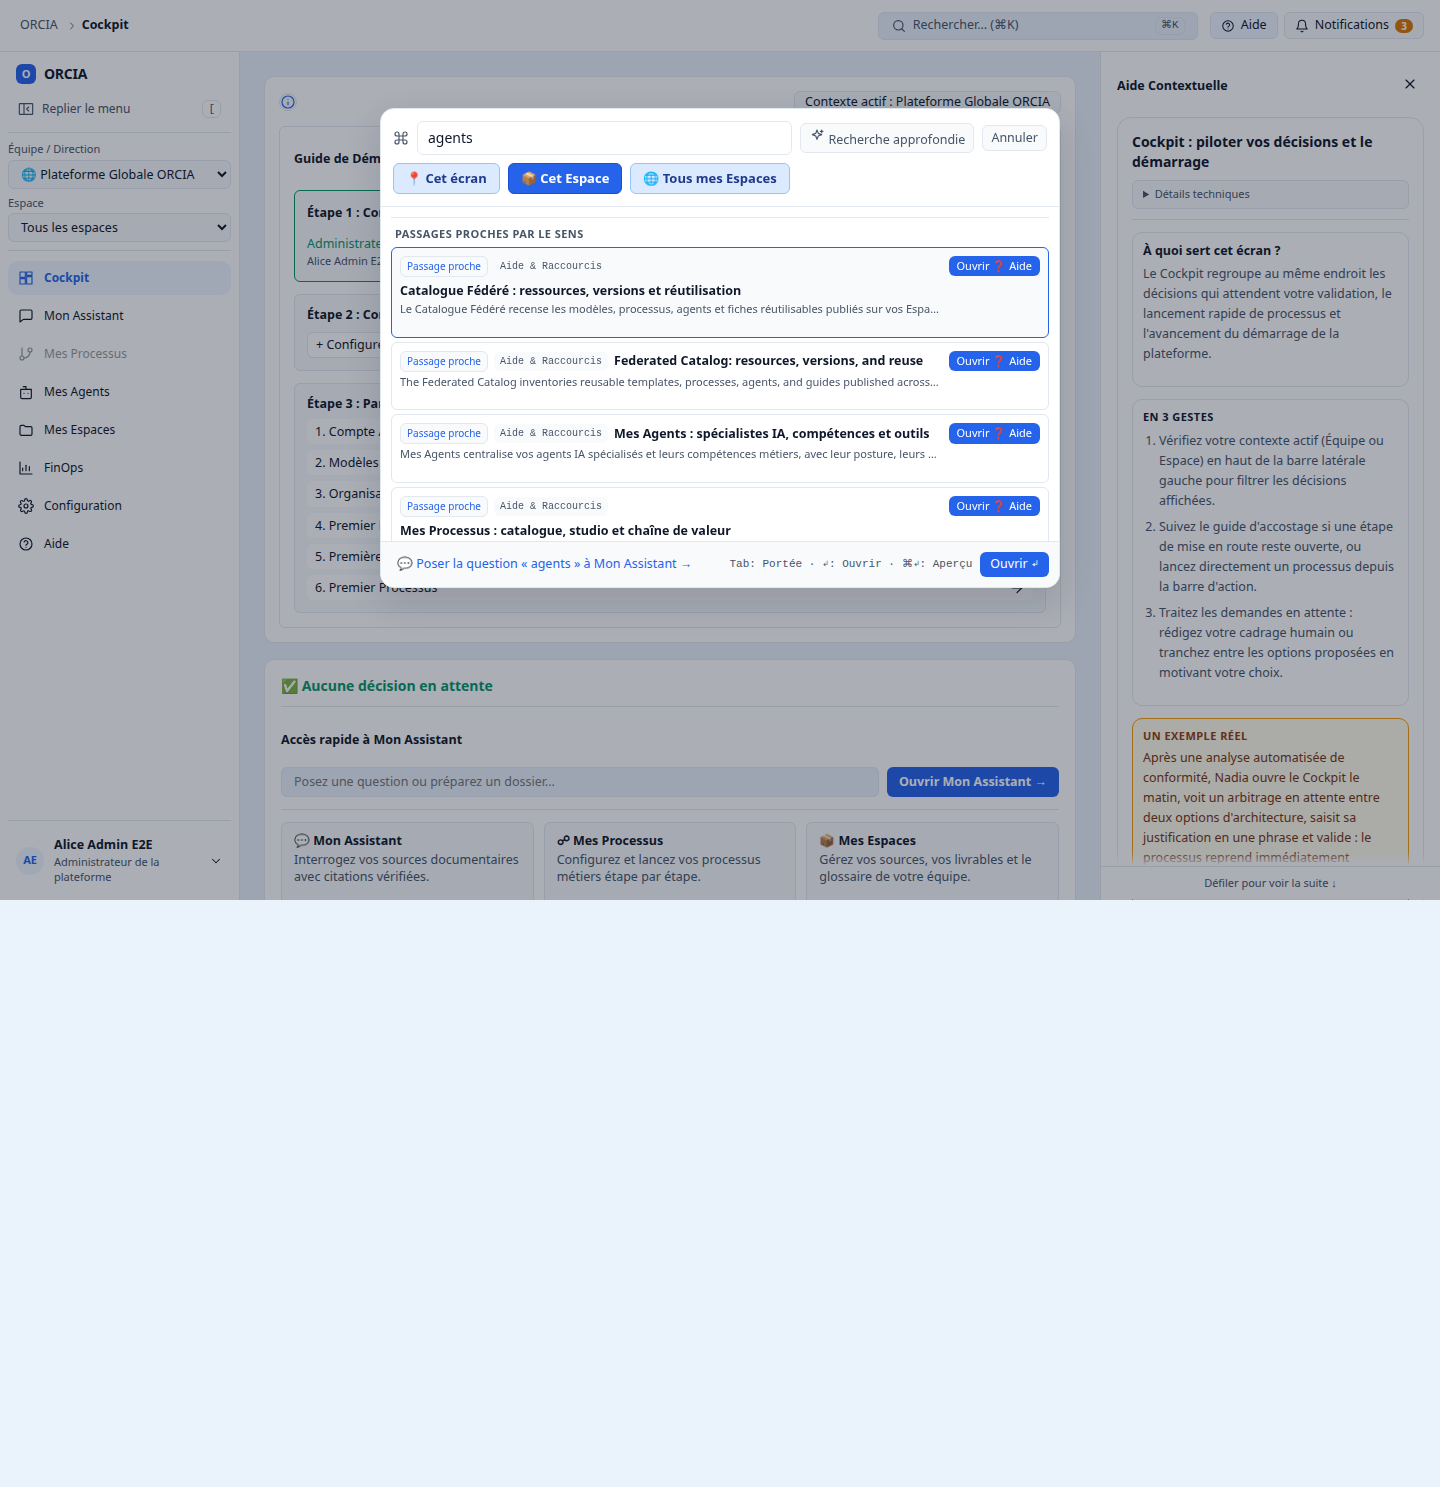 ORCIA > Cockpit
Rechercher... (⌘K) ⌘K
Aide
Notifications 3
O ORCIA
Replier le menu [
Équipe / Direction
🌐 Plateforme Globale ORCIA
Espace
Tous les espaces
Cockpit
Mon Assistant
Mes Processus
Mes Agents
Mes Espaces
FinOps
Configuration
Aide
AE
Alice Admin E2E
Administrateur de la
plateforme
Contexte actif : Plateforme Globale ORCIA
Guide de
Étape 1 :
Alice Admin
Étape 2 :
+
Étape 3 :
1. Compte
2. Modèles
3.
4. Premier
5. Première
6. Premier Processus
⌘ agents
Recherche approfondie
Annuler
📍 Cet écran
📦 Cet Espace
🌐 Tous mes Espaces
PASSAGES PROCHES PAR LE SENS
Passage proche Aide & Raccourcis Ouvrir ❓ Aide
Catalogue Fédéré : ressources, versions et réutilisation
Le Catalogue Fédéré recense les modèles, processus, agents et fiches réutilisables publiés sur vos Espa...
Passage proche Aide & Raccourcis Federated Catalog: resources, versions, and reuse Ouvrir ❓ Aide
The Federated Catalog inventories reusable templates, processes, agents, and guides published across...
Passage proche Aide & Raccourcis Mes Agents : spécialistes IA, compétences et outils Ouvrir ❓ Aide
Mes Agents centralise vos agents IA spécialisés et leurs compétences métiers, avec leur posture, leurs ...
Passage proche Aide & Raccourcis Ouvrir ❓ Aide
Mes Processus : catalogue, studio et chaîne de valeur
💬 Poser la question « agents » à Mon Assistant →
Tab: Portée · ↲: Ouvrir · ⌘↲: Aperçu
Ouvrir ↲
✅ Aucune décision en attente
Accès rapide à Mon Assistant
Posez une question ou préparez un dossier...
Ouvrir Mon Assistant →
💬 Mon Assistant
Interrogez vos sources documentaires
avec citations vérifiées.
☍ Mes Processus
Configurez et lancez vos processus
métiers étape par étape.
📦 Mes Espaces
Gérez vos sources, vos livrables et le
glossaire de votre équipe.
Aide Contextuelle
Cockpit : piloter vos décisions et le
démarrage
▶ Détails techniques
À quoi sert cet écran ?
Le Cockpit regroupe au même endroit les
décisions qui attendent votre validation, le
lancement rapide de processus et
l'avancement du démarrage de la
plateforme.
EN 3 GESTES
1. Vérifiez votre contexte actif (Équipe ou
Espace) en haut de la barre latérale
gauche pour filtrer les décisions
affichées.
2. Suivez le guide d'accostage si une étape
de mise en route reste ouverte, ou
lancez directement un processus depuis
la barre d'action.
3. Traitez les demandes en attente :
rédigez votre cadrage humain ou
tranchez entre les options proposées en
motivant votre choix.
UN EXEMPLE RÉEL
Après une analyse automatisée de
conformité, Nadia ouvre le Cockpit le
matin, voit un arbitrage en attente entre
deux options d'architecture, saisit sa
justification en une phrase et valide : le
processus reprend immédiatement
Défiler pour voir la suite ↓